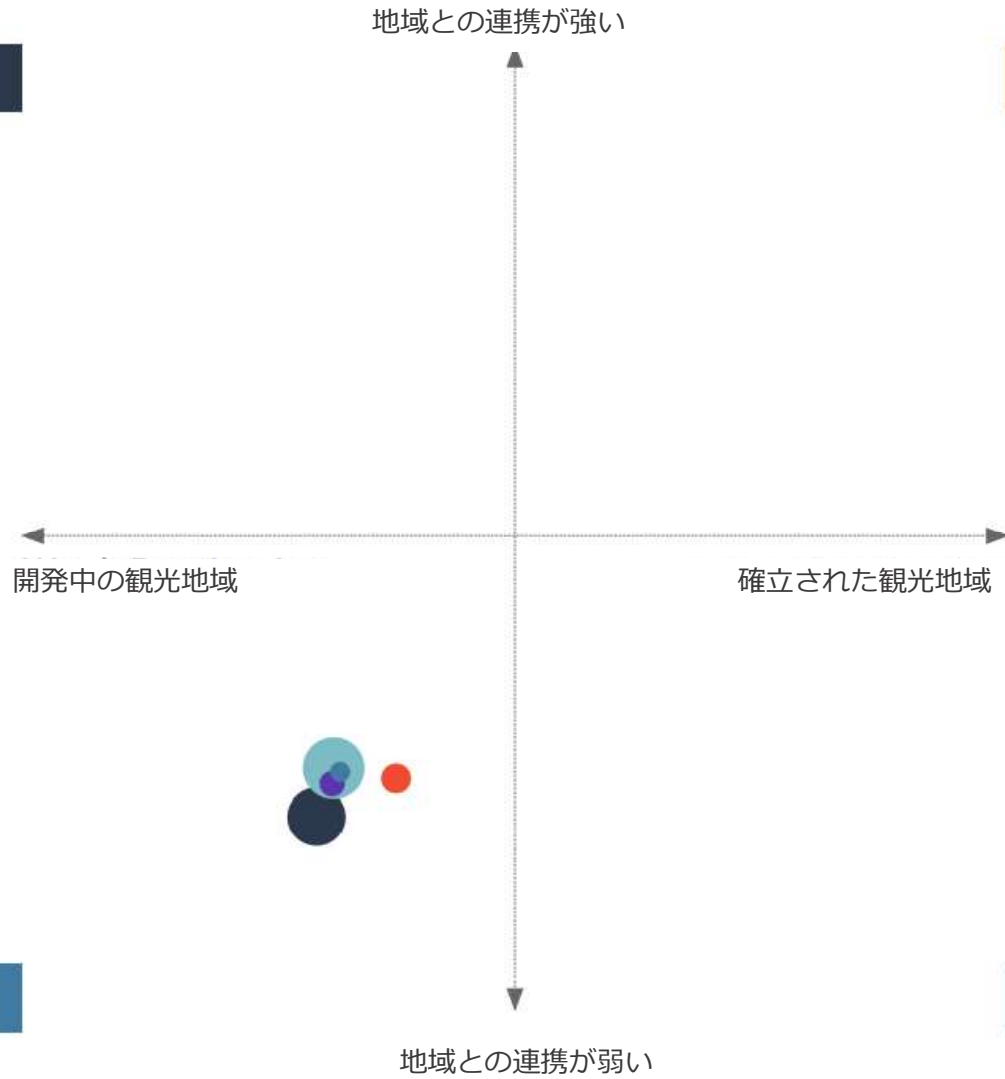 地域との連携が強い
開発中の観光地域
確立された観光地域
地域との連携が弱い